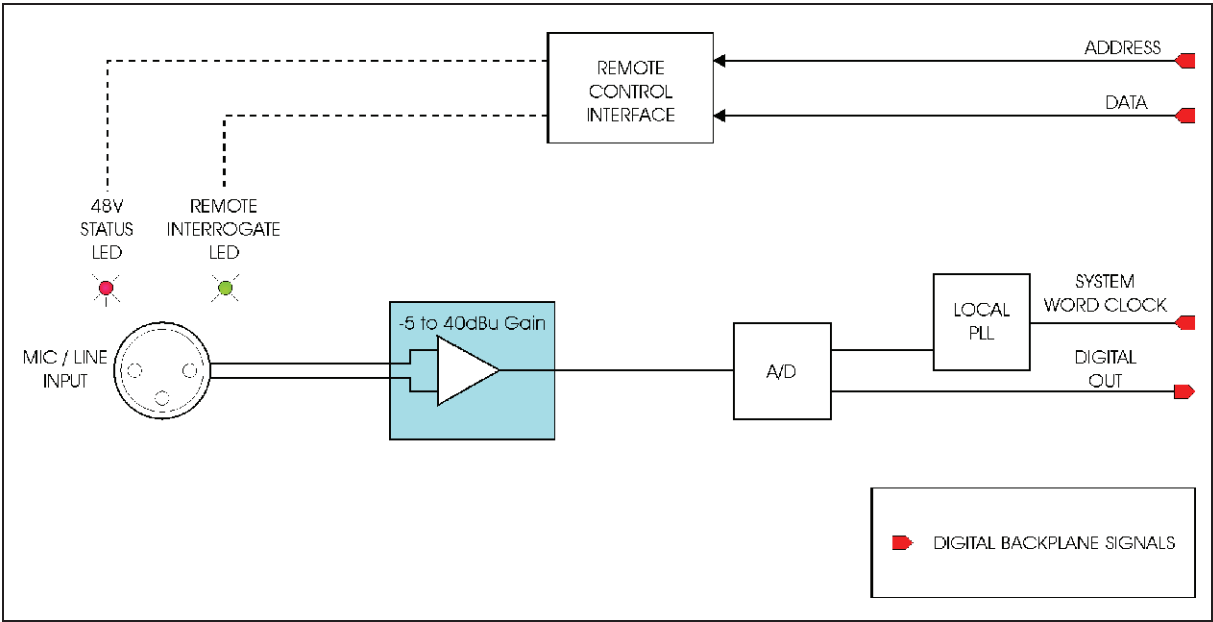 ADDRESS
REMOTE
CONTROL
INTERFACE
DATA
48V
STATUS
LED
REMOTE
INTERROGATE
LED
-5 to 40dBu Gain
MIC / LINE
INPUT
A/D
LOCAL
PLL
SYSTEM
WORD CLOCK
DIGITAL
OUT
DIGITAL BACKPLANE SIGNALS